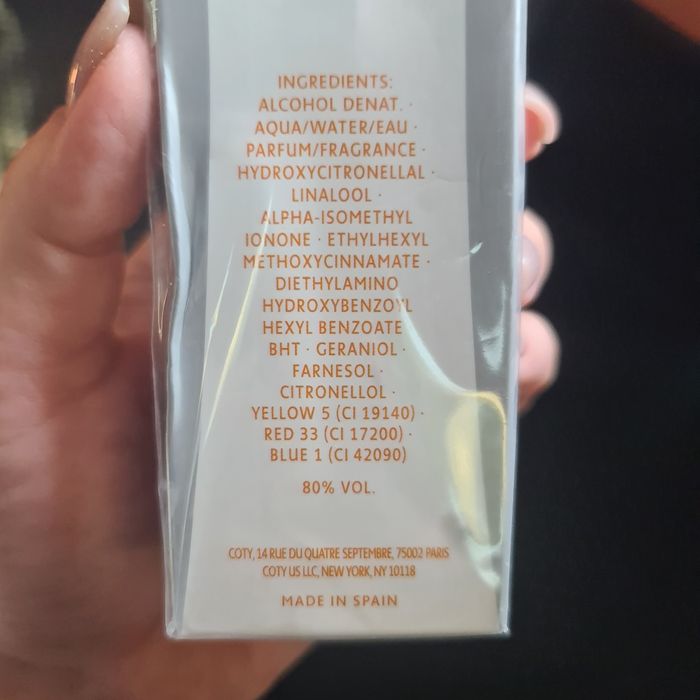 INGREDIENTS:
ALCOHOL DENAT. ·
AQUA/WATER/EAU ·
PARFUM/FRAGRANCE ·
HYDROXYCITRONELLAL ·
LINALOOL ·
ALPHA-ISOMETHYL
IONONE · ETHYLHEXYL
METHOXYCINNAMATE ·
DIETHYLAMINO
HYDROXYBENZOYL
HEXYL BENZOATE
BHT · GERANIOL ·
FARNESOL ·
CITRONELLOL ·
YELLOW 5 (CI 19140) ·
RED 33 (CI 17200) ·
BLUE 1 (CI 42090)
80% VOL.
COTY, 14 RUE DU QUATRE SEPTEMBRE, 75002 PARIS
COTY US LLC, NEW YORK, NY 10118
MADE IN SPAIN